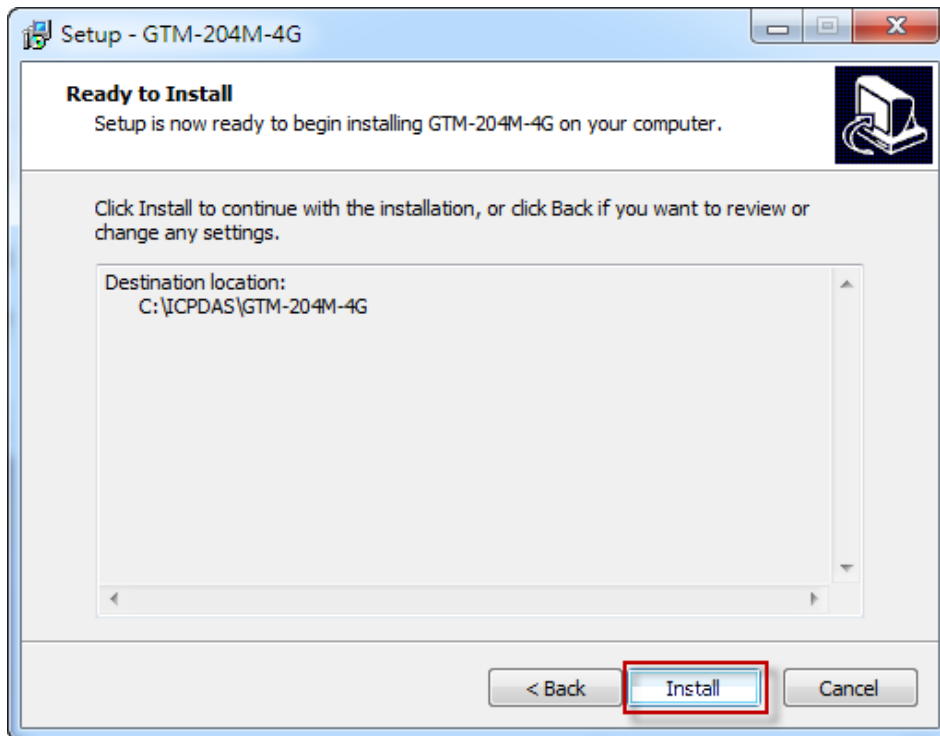 Setup - GTM-204M-4G
Ready to Install
Setup is now ready to begin installing GTM-204M-4G on your computer.
Click Install to continue with the installation, or click Back if you want to review or
change any settings.
Destination location:
C:\ICPDAS\GTM-204M-4G
< Back
Install
Cancel